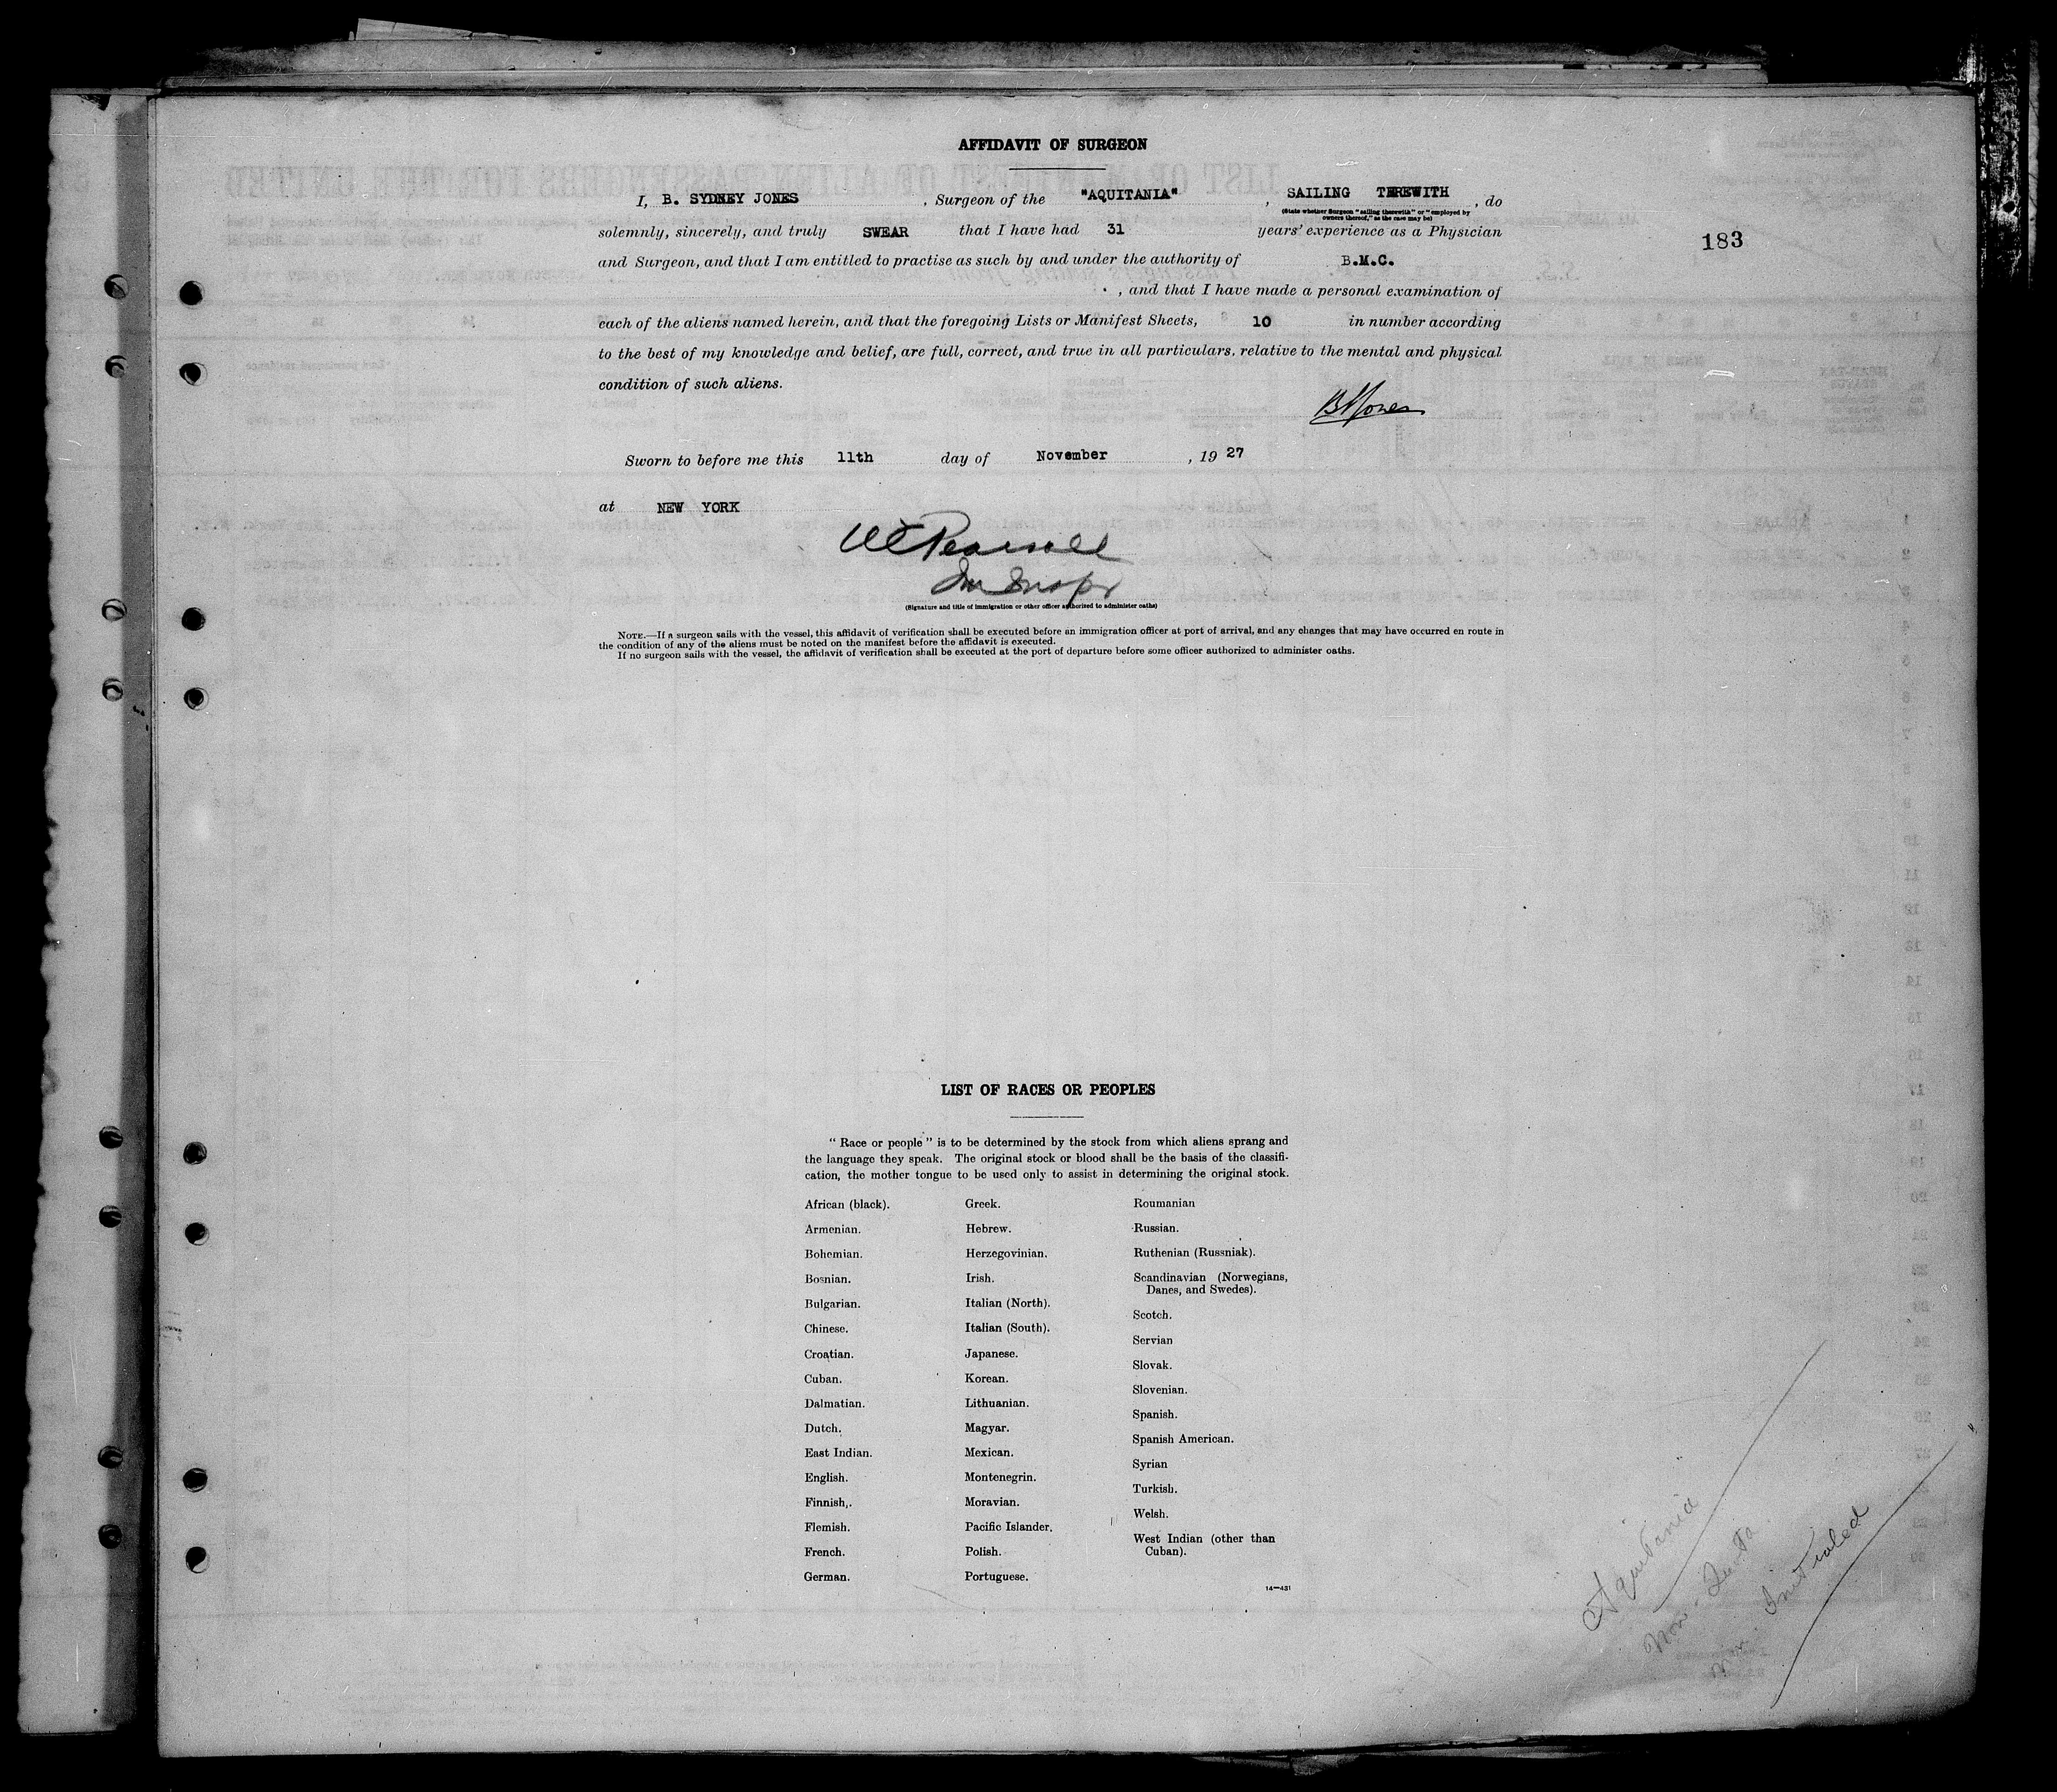 AFFIDAVIT OF SURGEON
I, B. SYDNEY JONES , Surgeon of the "AQUITANIA" , SAILING TEREWITH , do
(State whether Surgeon "sailing therewith" or "employed by
owners thereof," as the case may be)
solemnly, sincerely, and truly SWEAR that I have had 31 years' experience as a Physician
183
and Surgeon, and that I am entitled to practise as such by and under the authority of B.M.C.
, and that I have made a personal examination of
each of the aliens named herein, and that the foregoing Lists or Manifest Sheets, 10 in number according
to the best of my knowledge and belief, are full, correct, and true in all particulars, relative to the mental and physical
condition of such aliens.
BSJones
Sworn to before me this 11th day of November , 19 27
at NEW YORK
(Signature and title of immigration or other officer authorized to administer oaths)
NOTE.—If a surgeon sails with the vessel, this affidavit of verification shall be executed before an immigration officer at port of arrival, and any changes that may have occurred en route in
the condition of any of the aliens must be noted on the manifest before the affidavit is executed.
If no surgeon sails with the vessel, the affidavit of verification shall be executed at the port of departure before some officer authorized to administer oaths.
LIST OF RACES OR PEOPLES
"Race or people" is to be determined by the stock from which aliens sprang and
the language they speak. The original stock or blood shall be the basis of the classifi-
cation, the mother tongue to be used only to assist in determining the original stock.
African (black).
Armenian.
Bohemian.
Bosnian.
Bulgarian.
Chinese.
Croatian.
Cuban.
Dalmatian.
Dutch.
East Indian.
English.
Finnish,.
Flemish.
French.
German.
Greek.
Hebrew.
Herzegovinian.
Irish.
Italian (North).
Italian (South).
Japanese.
Korean.
Lithuanian.
Magyar.
Mexican.
Montenegrin.
Moravian.
Pacific Islander.
Polish.
Portuguese.
Roumanian
Russian.
Ruthenian (Russniak).
Scandinavian (Norwegians,
Danes, and Swedes).
Scotch.
Servian
Slovak.
Slovenian.
Spanish.
Spanish American.
Syrian
Turkish.
Welsh.
West Indian (other than
Cuban).
14—431
Aquitania
Non-Quota
Initialed